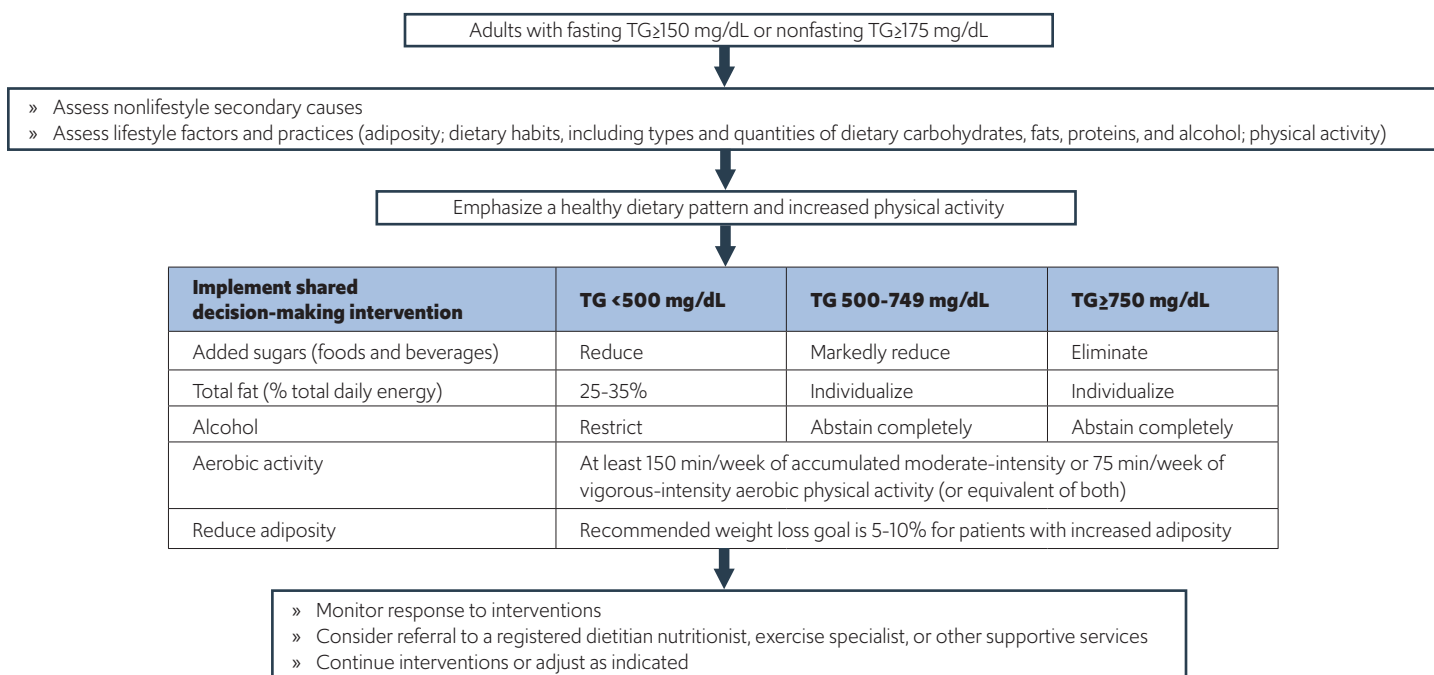 Adults with fasting TG≥150 mg/dL or nonfasting TG≥175 mg/dL
» Assess nonlifestyle secondary causes
» Assess lifestyle factors and practices (adiposity; dietary habits, including types and quantities of dietary carbohydrates, fats, proteins, and alcohol; physical activity)
Emphasize a healthy dietary pattern and increased physical activity
Implement shared
decision-making intervention
TG <500 mg/dL
TG 500-749 mg/dL
TG≥750 mg/dL
Added sugars (foods and beverages)
Reduce
Markedly reduce
Eliminate
Total fat (% total daily energy)
25-35%
Individualize
Individualize
Alcohol
Restrict
Abstain completely
Abstain completely
Aerobic activity
At least 150 min/week of accumulated moderate-intensity or 75 min/week of
vigorous-intensity aerobic physical activity (or equivalent of both)
Reduce adiposity
Recommended weight loss goal is 5-10% for patients with increased adiposity
» Monitor response to interventions
» Consider referral to a registered dietitian nutritionist, exercise specialist, or other supportive services
» Continue interventions or adjust as indicated